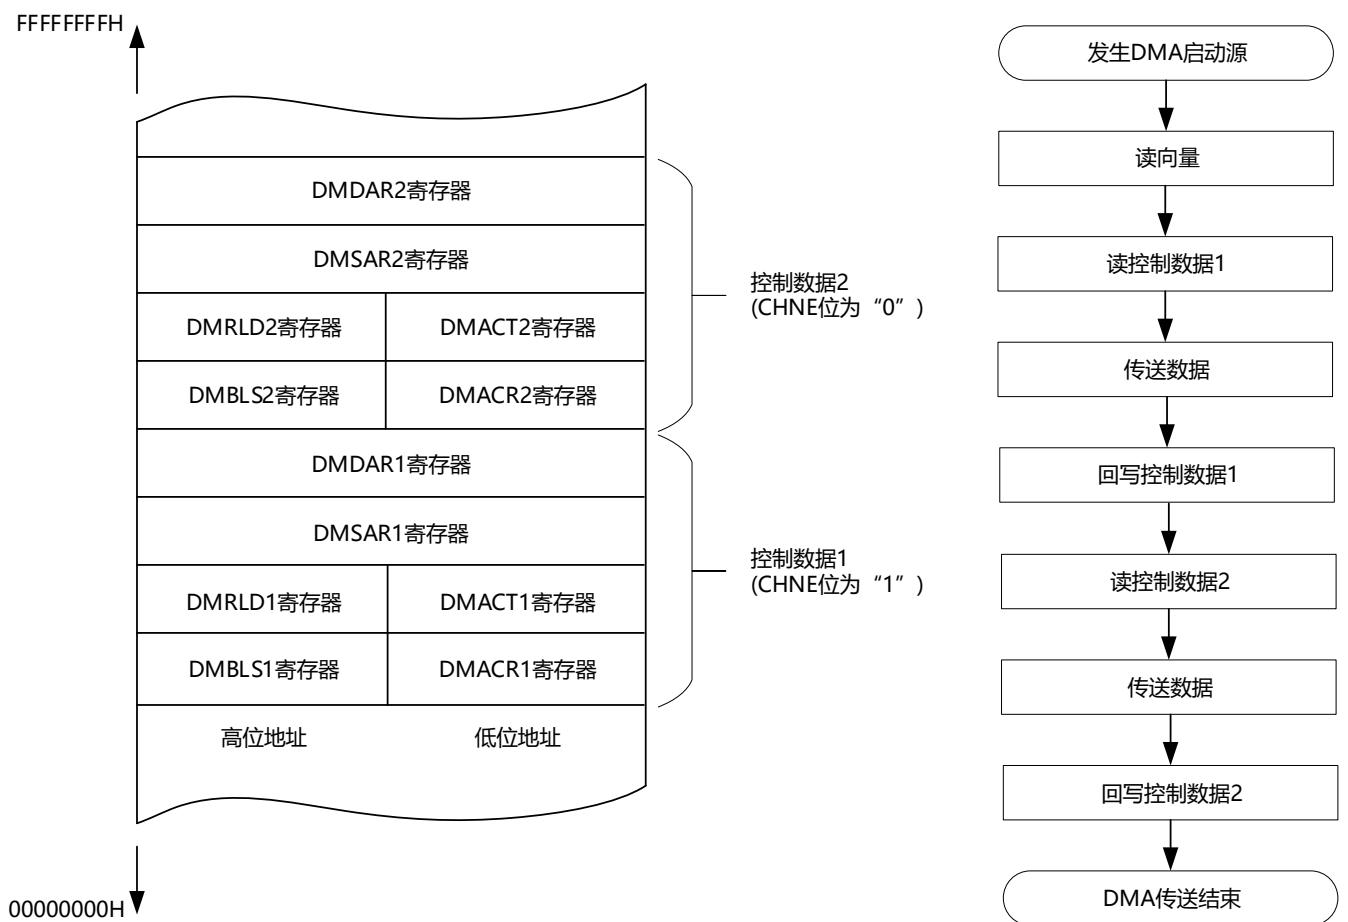 FFFFFFFFH
DMDAR2寄存器
DMSAR2寄存器
DMRLD2寄存器 DMACT2寄存器
DMBLS2寄存器 DMACR2寄存器
DMDAR1寄存器
DMSAR1寄存器
DMRLD1寄存器 DMACT1寄存器
DMBLS1寄存器 DMACR1寄存器
高位地址 低位地址
00000000H
控制数据2
(CHNE位为“0”)
控制数据1
(CHNE位为“1”)
发生DMA启动源
读向量
读控制数据1
传送数据
回写控制数据1
读控制数据2
传送数据
回写控制数据2
DMA传送结束